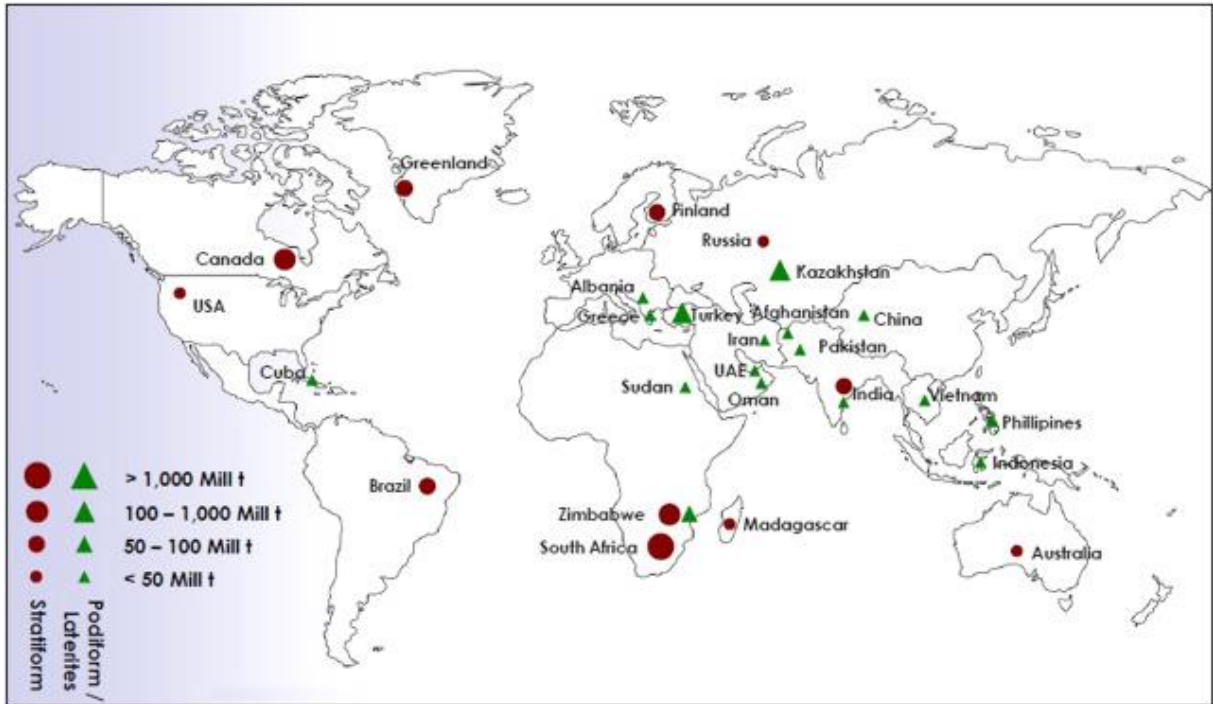 Greenland
Finland
Russia
Canada
Kazakhstan
USA
Albania
Greece
Turkey
Afghanistan
China
Iran
Pakistan
Cuba
Sudan
UAE
Oman
India
Vietnam
Phillipines
Indonesia
Brazil
Zimbabwe
South Africa
Madagascar
Australia
> 1,000 Mill t
100 – 1,000 Mill t
50 – 100 Mill t
< 50 Mill t
Stratiform
Podiform /
Laterites